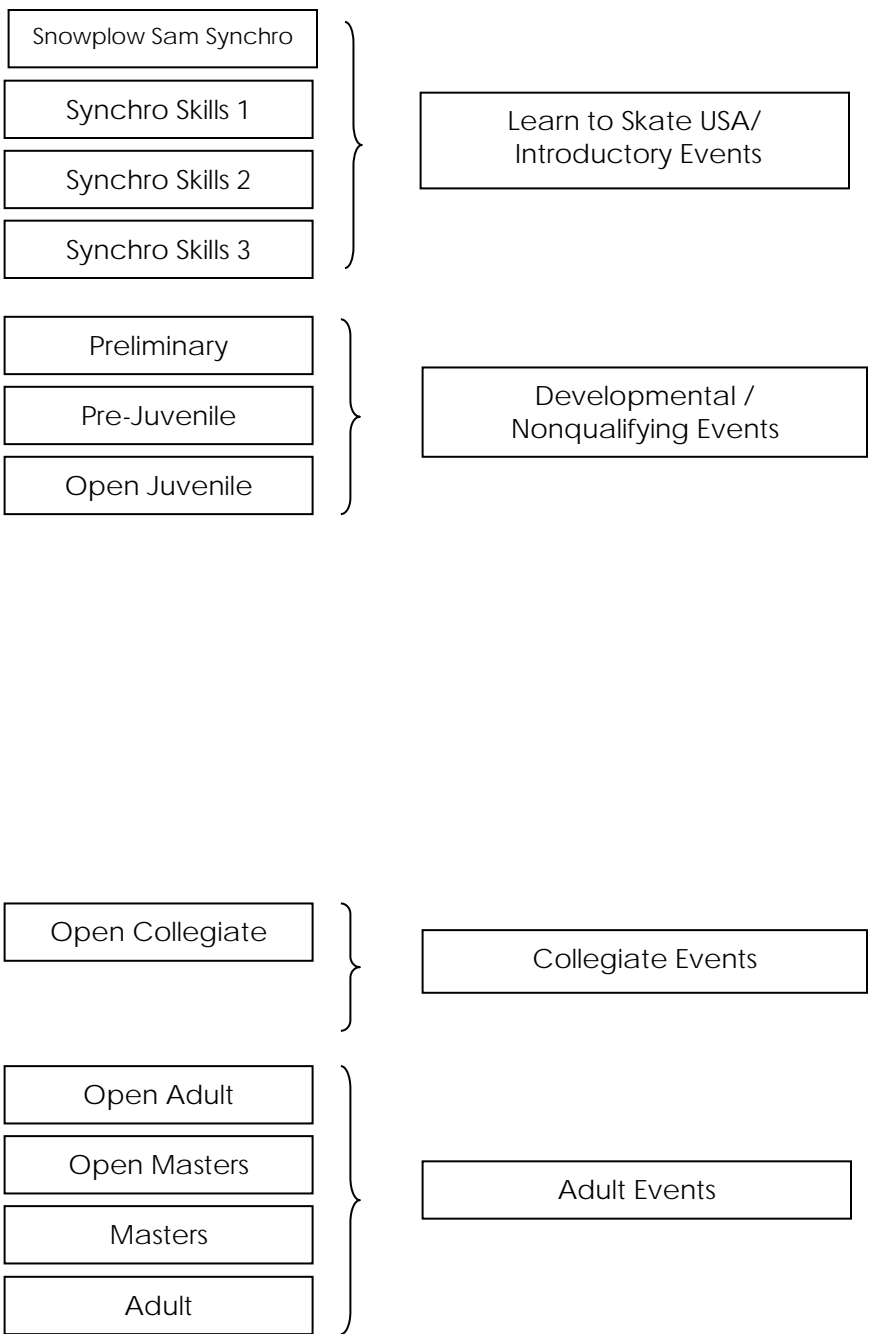 Snowplow Sam Synchro
Synchro Skills 1
Synchro Skills 2
Synchro Skills 3
Learn to Skate USA/
Introductory Events
Preliminary
Pre-Juvenile
Open Juvenile
Developmental /
Nonqualifying Events
Open Collegiate
Collegiate Events
Open Adult
Open Masters
Masters
Adult
Adult Events